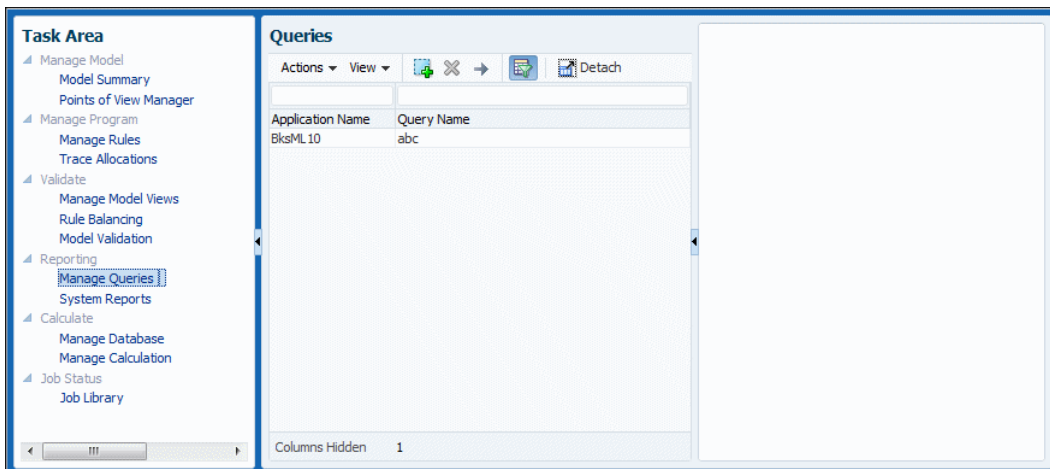 Task Area
Manage Model
Model Summary
Points of View Manager
Manage Program
Manage Rules
Trace Allocations
Validate
Manage Model Views
Rule Balancing
Model Validation
Reporting
Manage Queries
System Reports
Calculate
Manage Database
Manage Calculation
Job Status
Job Library
Queries
Actions View Detach
Application Name Query Name
BksML10 abc
Columns Hidden 1